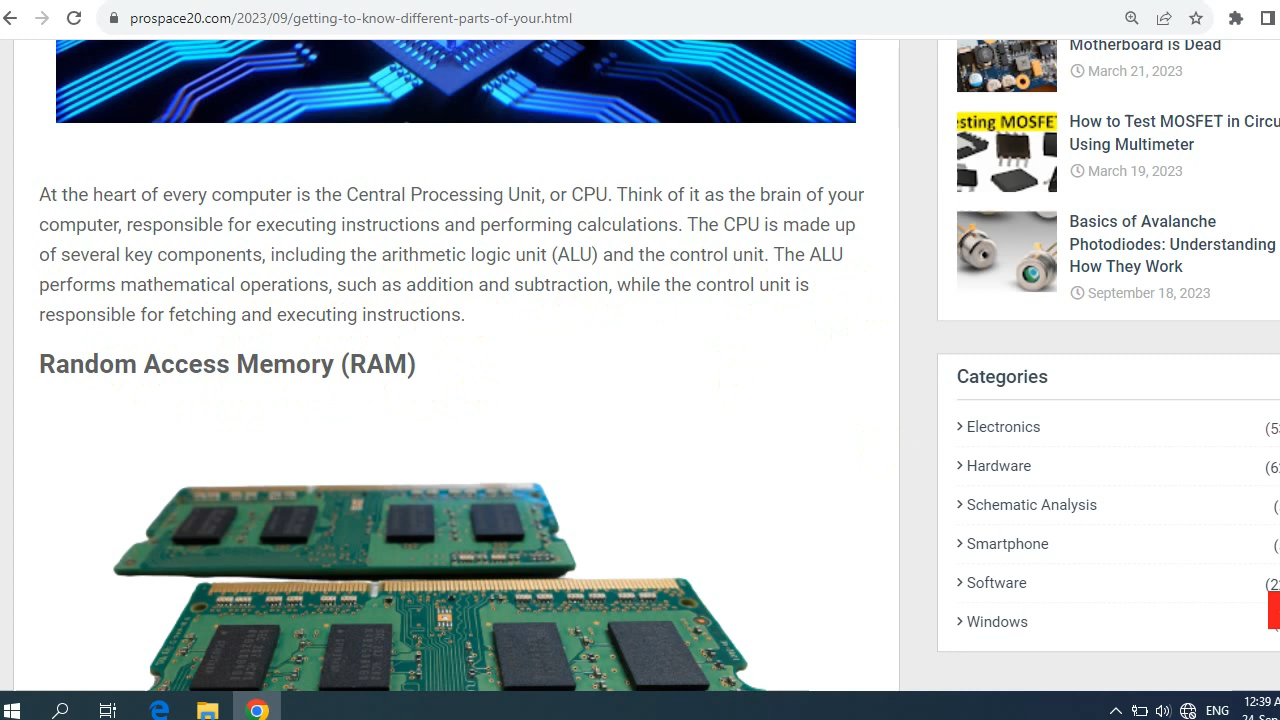 prospace20.com/2023/09/getting-to-know-different-parts-of-your.html
At the heart of every computer is the Central Processing Unit, or CPU. Think of it as the brain of your
computer, responsible for executing instructions and performing calculations. The CPU is made up
of several key components, including the arithmetic logic unit (ALU) and the control unit. The ALU
performs mathematical operations, such as addition and subtraction, while the control unit is
responsible for fetching and executing instructions.
Random Access Memory (RAM)
Motherboard is Dead
March 21, 2023
esting MOSFET
How to Test MOSFET in Circu
Using Multimeter
March 19, 2023
Basics of Avalanche
Photodiodes: Understanding
How They Work
September 18, 2023
Categories
Electronics
Hardware
Schematic Analysis
Smartphone
Software
Windows
ENG
12:39 A